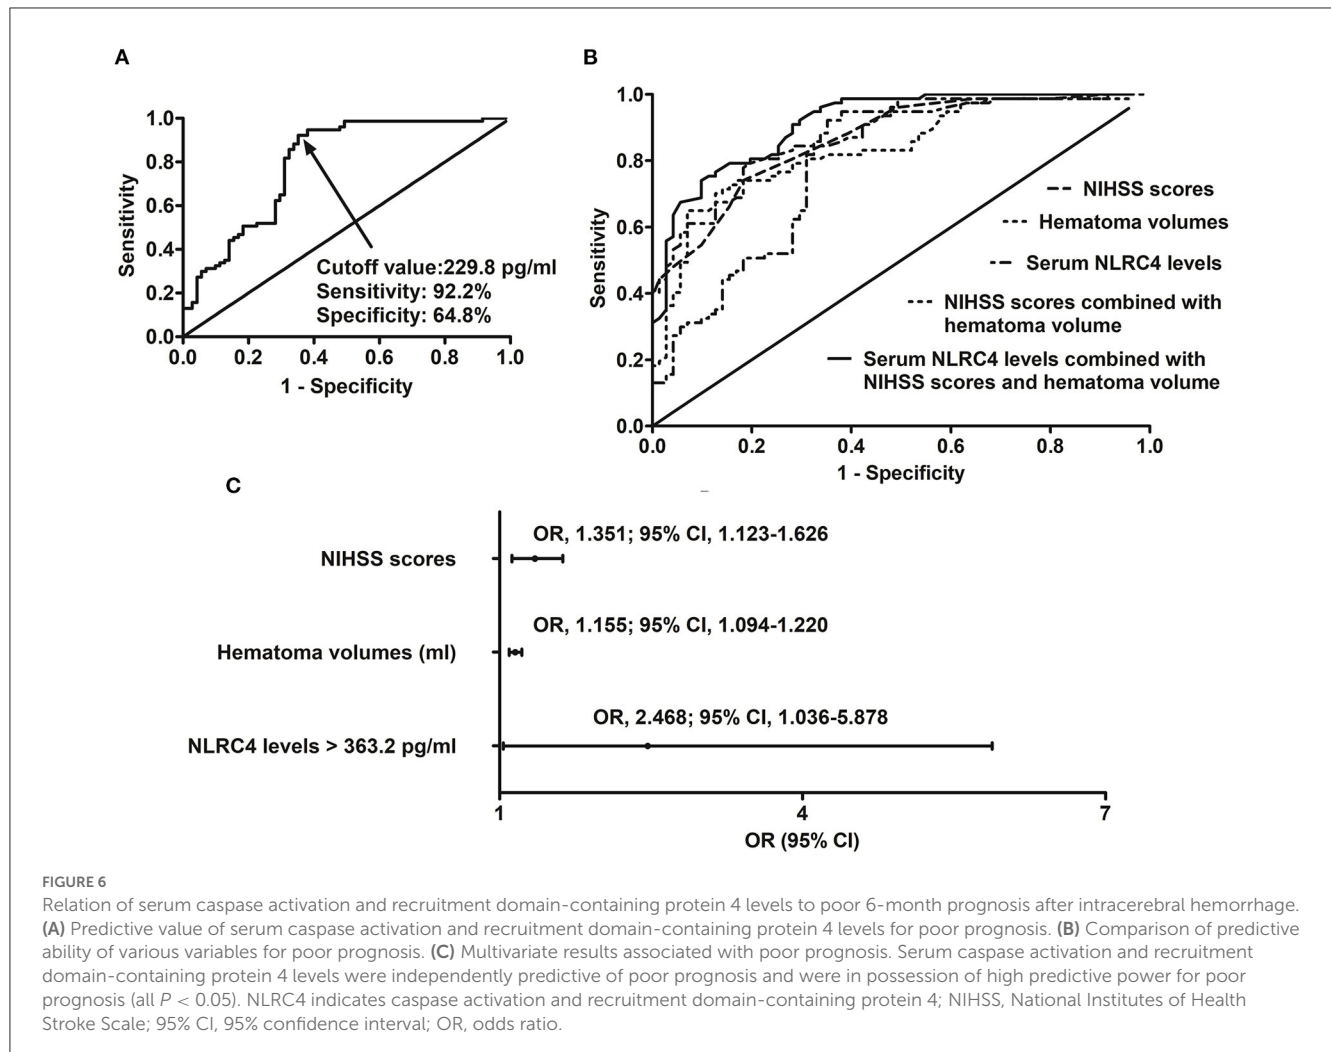 A
B
1.0
0.8
0.6
0.4
0.2
0.0
Sensitivity
0.0 0.2 0.4 0.6 0.8 1.0
1 - Specificity
Cutoff value:229.8 pg/ml
Sensitivity: 92.2%
Specificity: 64.8%
1.0
0.8
0.6
0.4
0.2
0.0
Sensitivity
0.0 0.2 0.4 0.6 0.8 1.0
1 - Specificity
NIHSS scores
Hematoma volumes
Serum NLRC4 levels
NIHSS scores combined with
hematoma volume
Serum NLRC4 levels combined with
NIHSS scores and hematoma volume
C
OR, 1.351; 95% CI, 1.123-1.626
NIHSS scores
OR, 1.155; 95% CI, 1.094-1.220
Hematoma volumes (ml)
OR, 2.468; 95% CI, 1.036-5.878
NLRC4 levels > 363.2 pg/ml
1 4 7
OR (95% CI)
FIGURE 6
Relation of serum caspase activation and recruitment domain-containing protein 4 levels to poor 6-month prognosis after intracerebral hemorrhage.
(A) Predictive value of serum caspase activation and recruitment domain-containing protein 4 levels for poor prognosis. (B) Comparison of predictive
ability of various variables for poor prognosis. (C) Multivariate results associated with poor prognosis. Serum caspase activation and recruitment
domain-containing protein 4 levels were independently predictive of poor prognosis and were in possession of high predictive power for poor
prognosis (all P < 0.05). NLRC4 indicates caspase activation and recruitment domain-containing protein 4; NIHSS, National Institutes of Health
Stroke Scale; 95% CI, 95% confidence interval; OR, odds ratio.